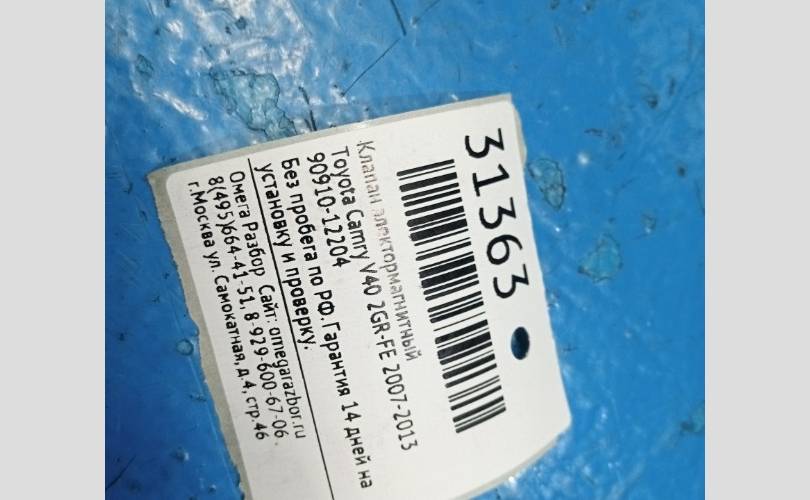 31363
Клапан электормагнитный
Toyota Camry V40 2GR-FE 2007-2013
90910-12204
Без пробега по РФ.Гарантия 14 дней на
установку и проверку.
Омега Разбор Сайт: omegarazbor.ru
8(495)664-41-51,8-929-600-67-06.
г.Москва ул. Самокатная, д.4, стр.46